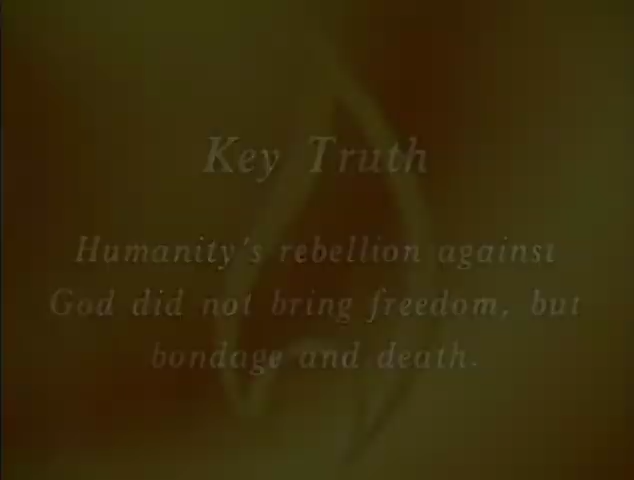 Key Truth
Humanity's rebellion against
God did not bring freedom, but
bondage and death.